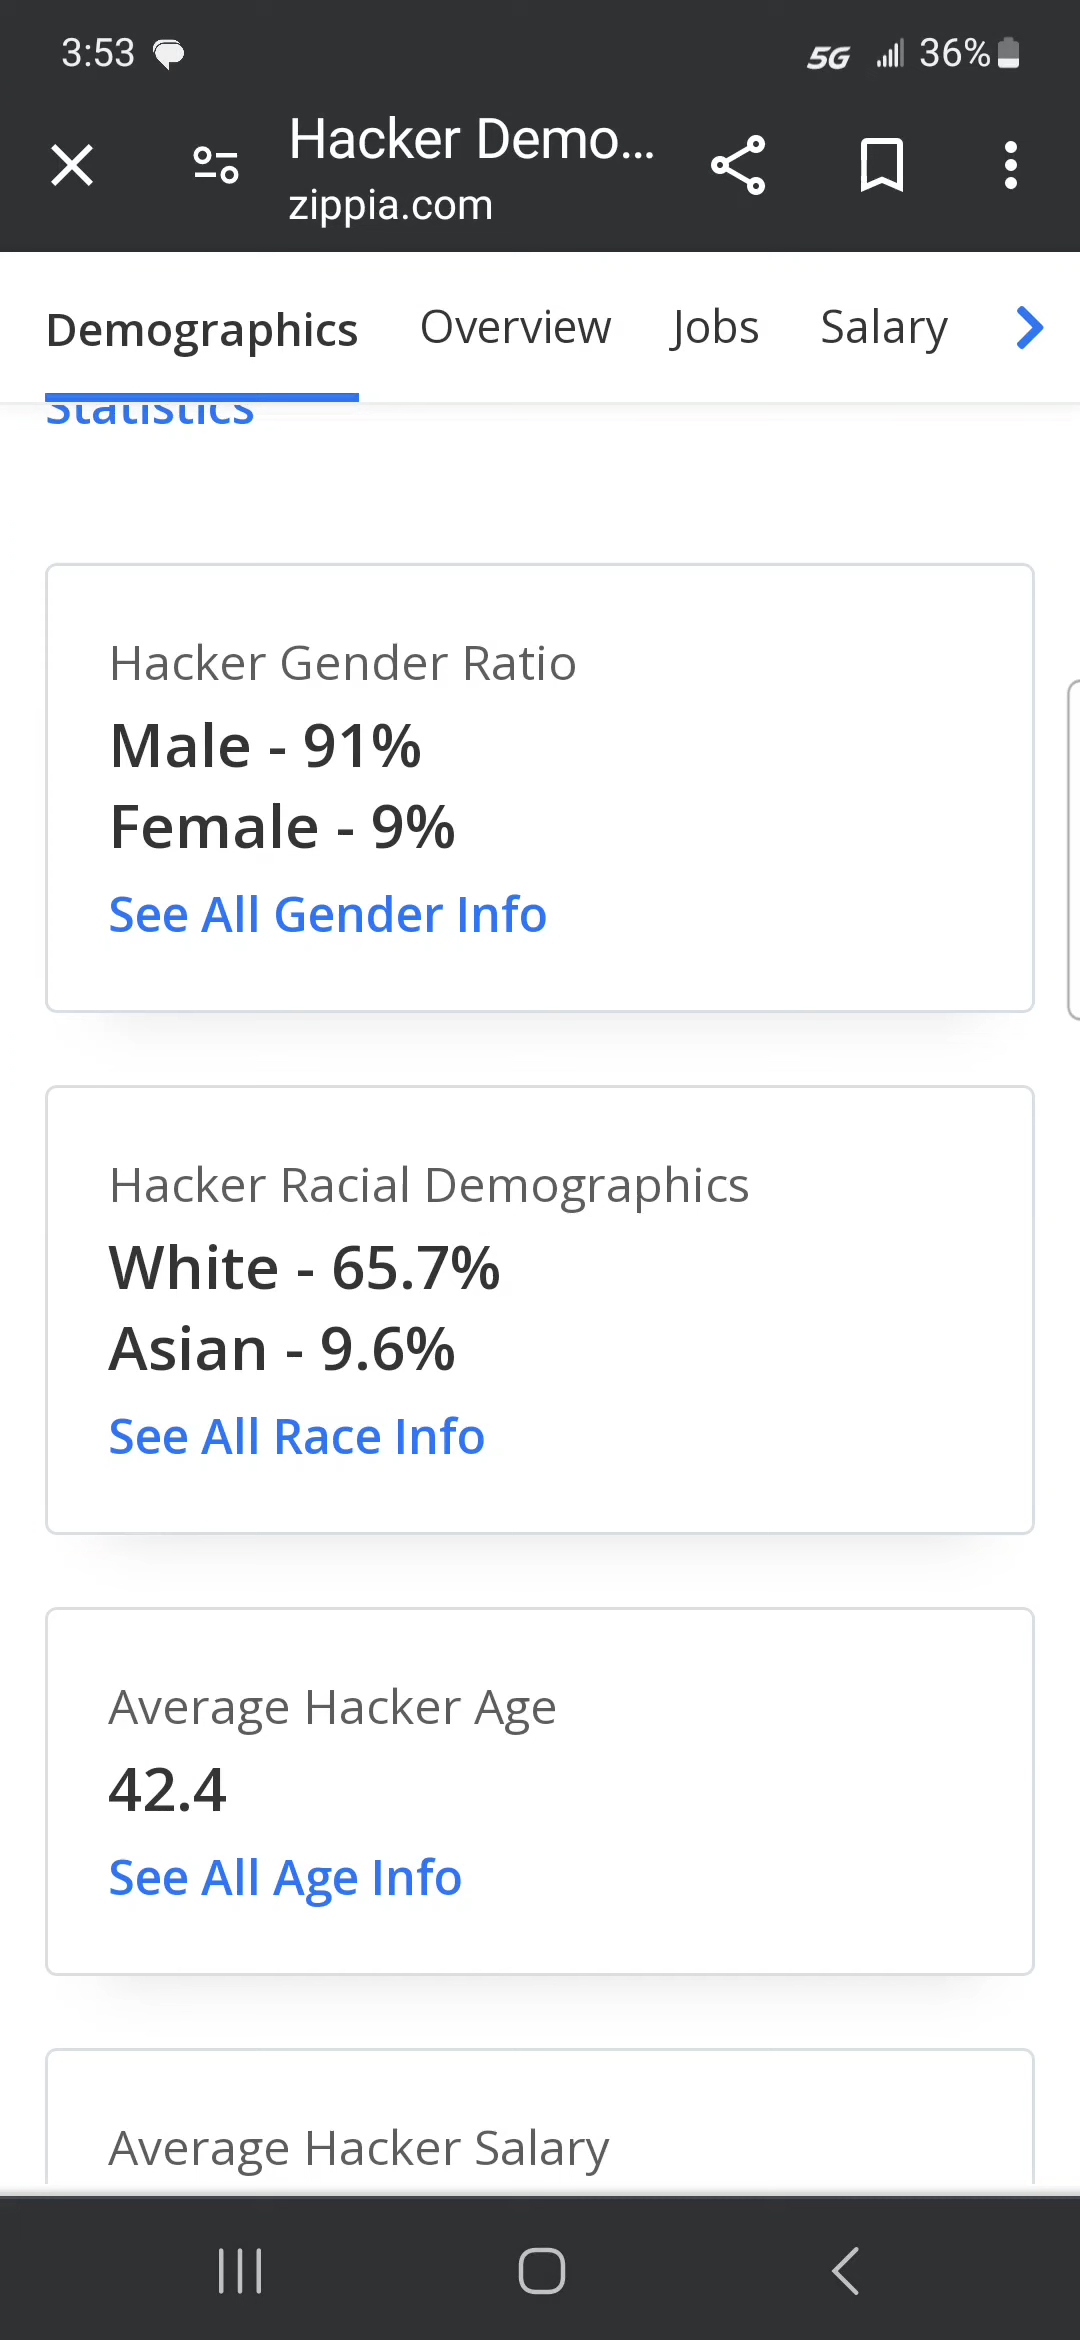 3:53
5G 36%
Hacker Demo...
zippia.com
Demographics Overview Jobs Salary
Statistics
Hacker Gender Ratio
Male - 91%
Female - 9%
See All Gender Info
Hacker Racial Demographics
White - 65.7%
Asian - 9.6%
See All Race Info
Average Hacker Age
42.4
See All Age Info
Average Hacker Salary